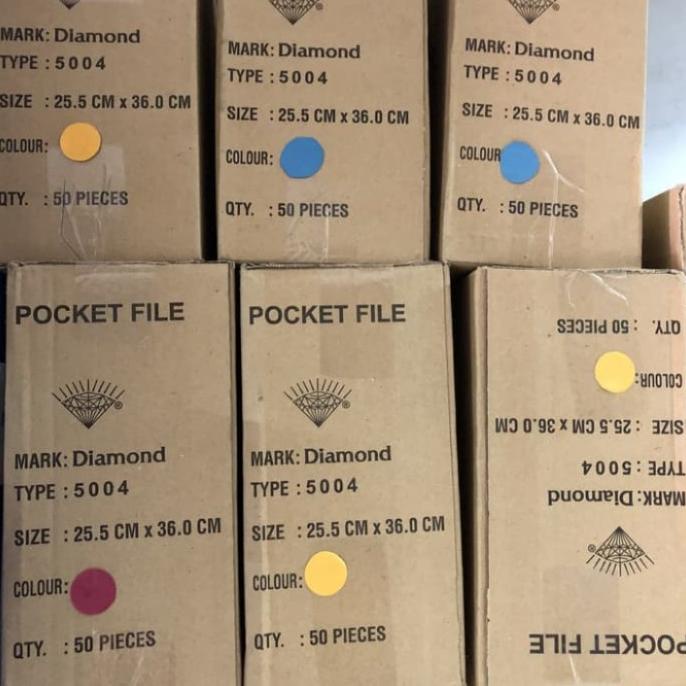 MARK: Diamond
TYPE : 5004
SIZE : 25.5 CM x 36.0 CM
COLOUR:
QTY. : 50 PIECES
MARK: Diamond
TYPE : 5004
SIZE : 25.5 CM x 36.0 CM
COLOUR:
QTY. : 50 PIECES
MARK: Diamond
TYPE : 5004
SIZE : 25.5 CM x 36.0 CM
COLOUR
QTY. : 50 PIECES
POCKET FILE
®
MARK: Diamond
TYPE : 5004
SIZE : 25.5 CM x 36.0 CM
COLOUR:
QTY. : 50 PIECES
POCKET FILE
®
MARK: Diamond
TYPE : 5004
SIZE : 25.5 CM x 36.0 CM
COLOUR:
QTY. : 50 PIECES
POCKET FILE
®
MARK: Diamond
TYPE : 5004
SIZE : 25.5 CM x 36.0 CM
COLOUR:
QTY. : 50 PIECES